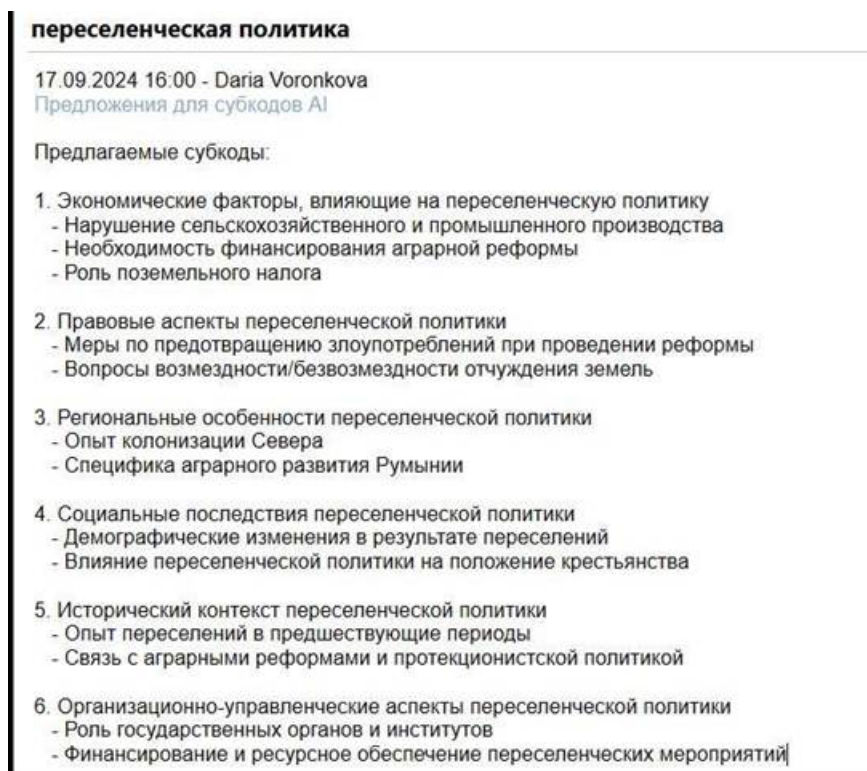 переселенческая политика
17.09.2024 16:00 - Daria Voronkova
Предложения для субкодов AI
Предлагаемые субкоды:
1. Экономические факторы, влияющие на переселенческую политику
- Нарушение сельскохозяйственного и промышленного производства
- Необходимость финансирования аграрной реформы
- Роль поземельного налога
2. Правовые аспекты переселенческой политики
- Меры по предотвращению злоупотреблений при проведении реформы
- Вопросы возмездности/безвозмездности отчуждения земель
3. Региональные особенности переселенческой политики
- Опыт колонизации Севера
- Специфика аграрного развития Румынии
4. Социальные последствия переселенческой политики
- Демографические изменения в результате переселений
- Влияние переселенческой политики на положение крестьянства
5. Исторический контекст переселенческой политики
- Опыт переселений в предшествующие периоды
- Связь с аграрными реформами и протекционистской политикой
6. Организационно-управленческие аспекты переселенческой политики
- Роль государственных органов и институтов
- Финансирование и ресурсное обеспечение переселенческих мероприятий